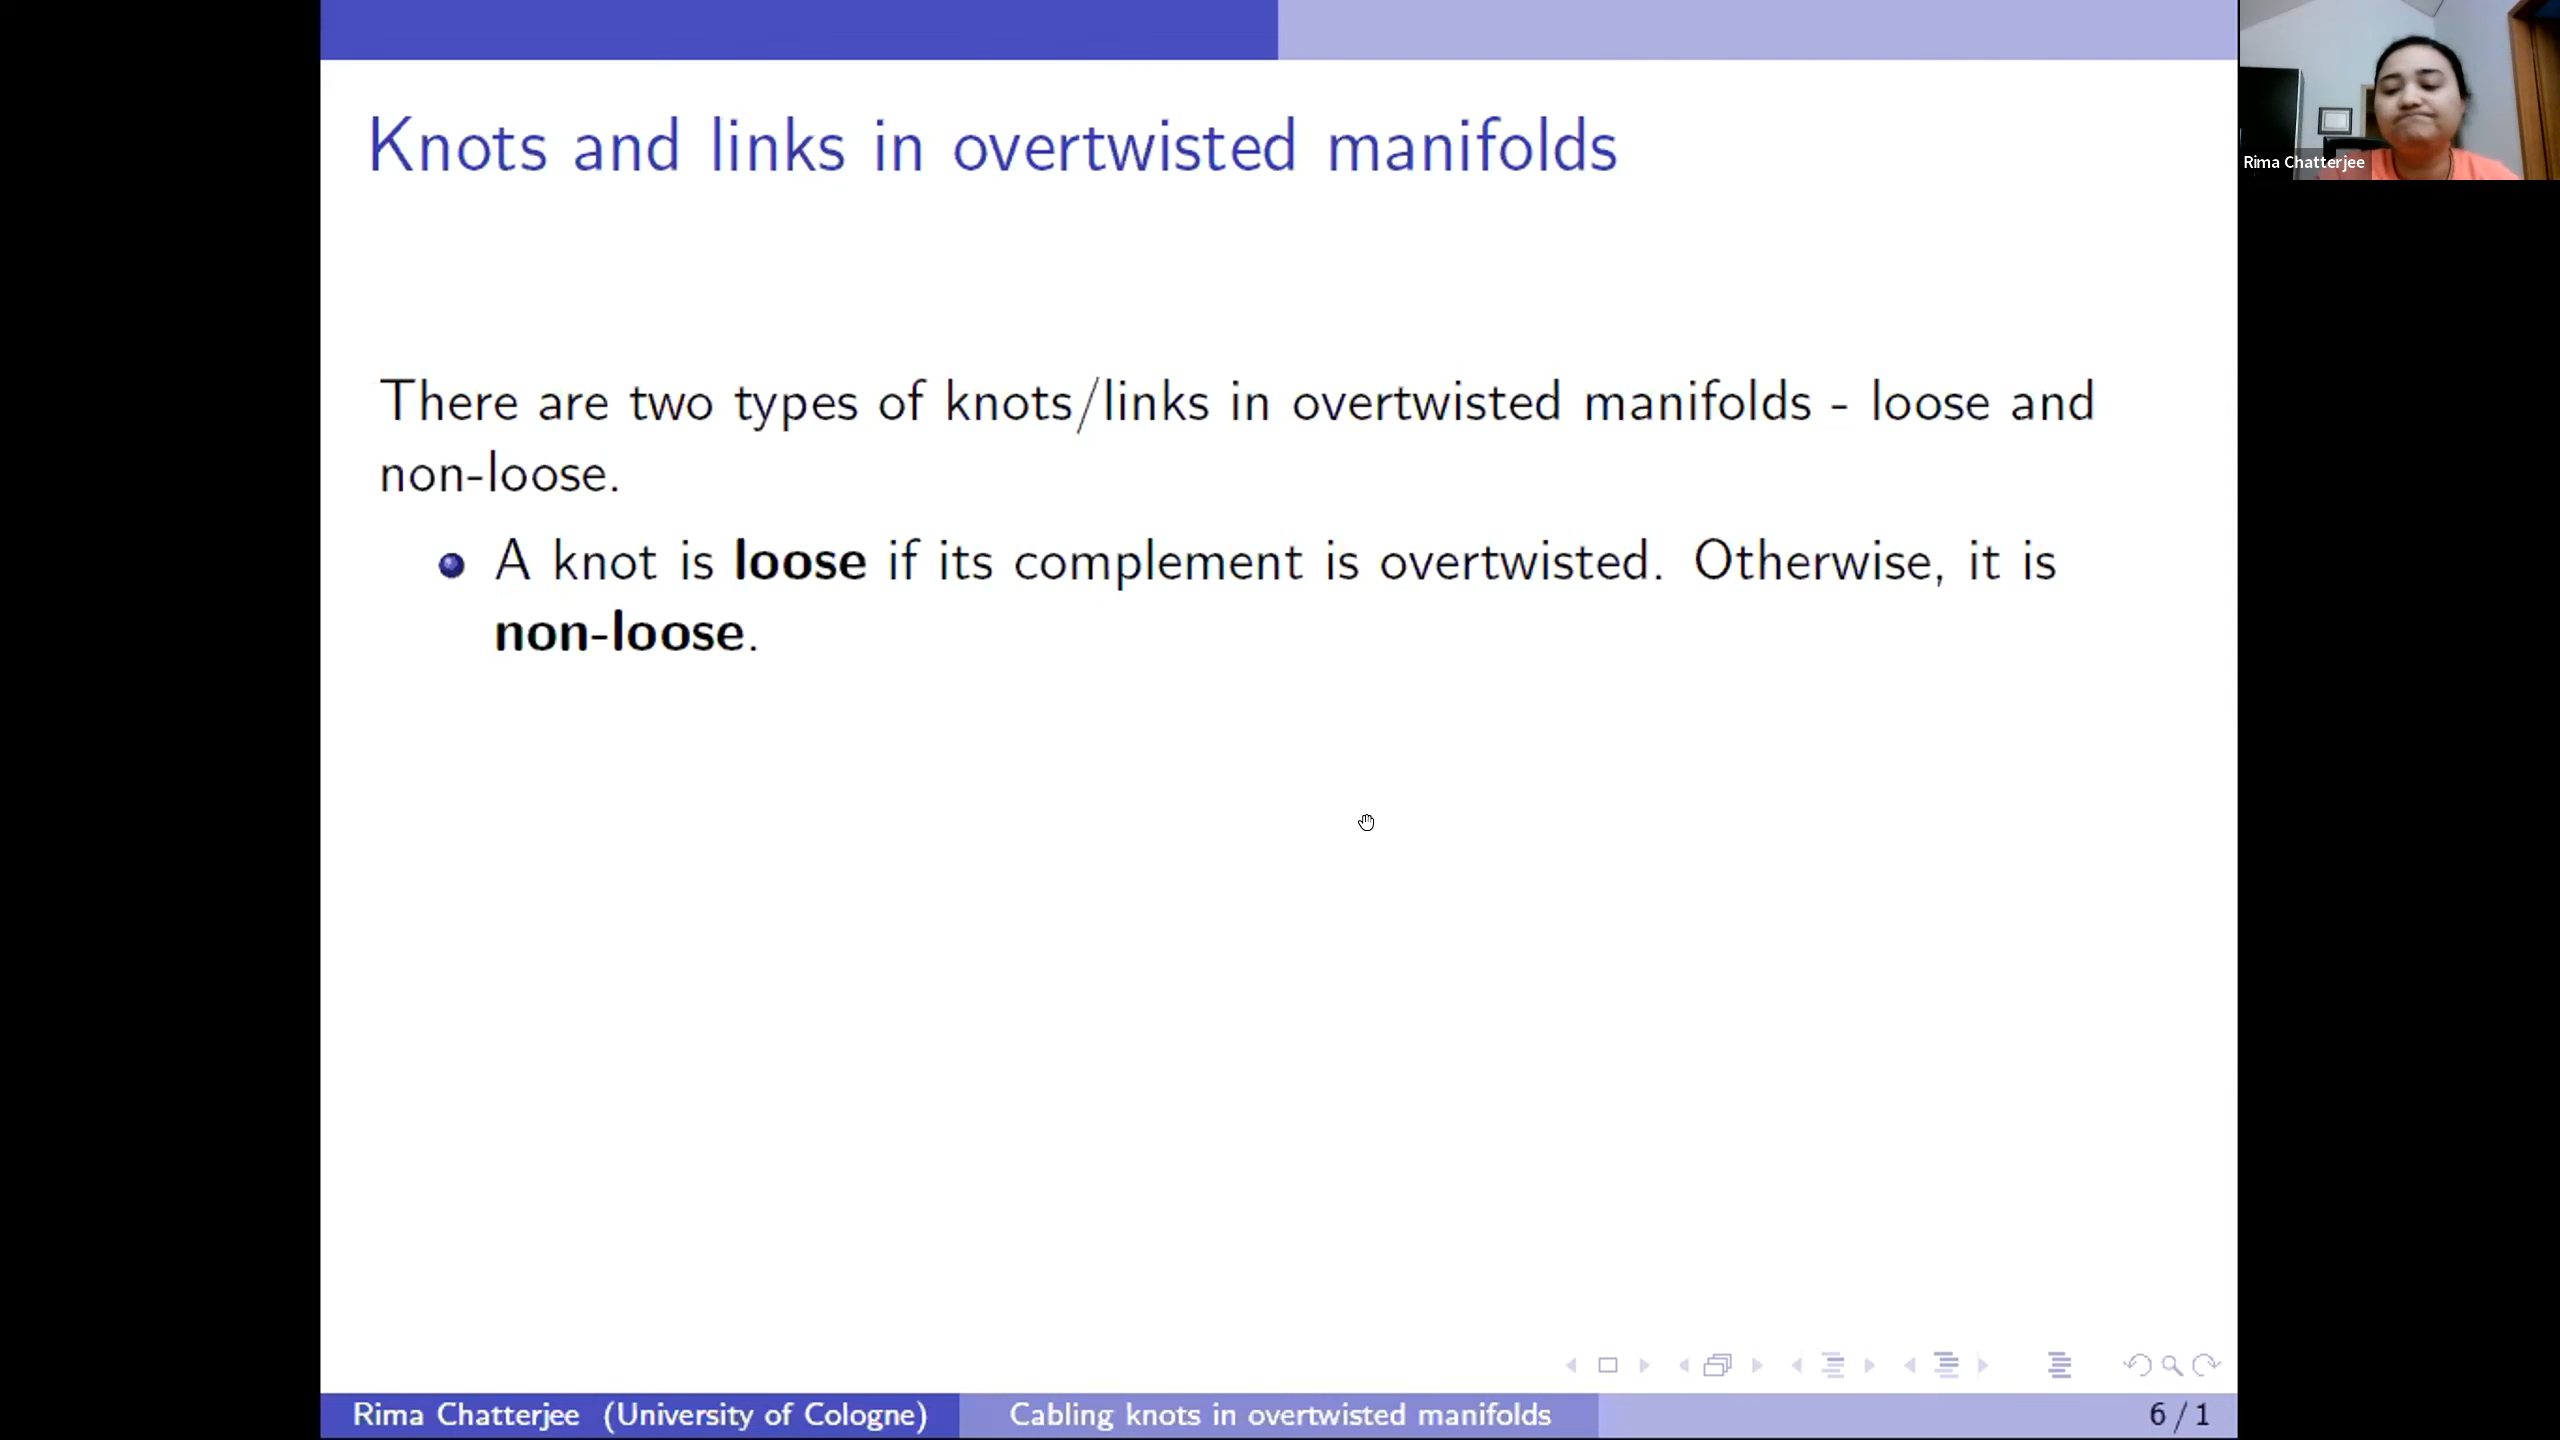 Knots and links in overtwisted manifolds
Rima Chatterjee
There are two types of knots/links in overtwisted manifolds - loose and
non-loose.
A knot is loose if its complement is overtwisted. Otherwise, it is
non-loose.
Rima Chatterjee (University of Cologne)
Cabling knots in overtwisted manifolds
6 / 1